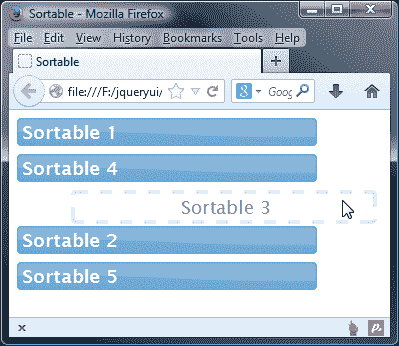 Sortable - Mozilla Firefox
File Edit View History Bookmarks Tools Help
Sortable
file:///F:/jqueryui/
Goog
Sortable 1
Sortable 4
Sortable 3
Sortable 2
Sortable 5